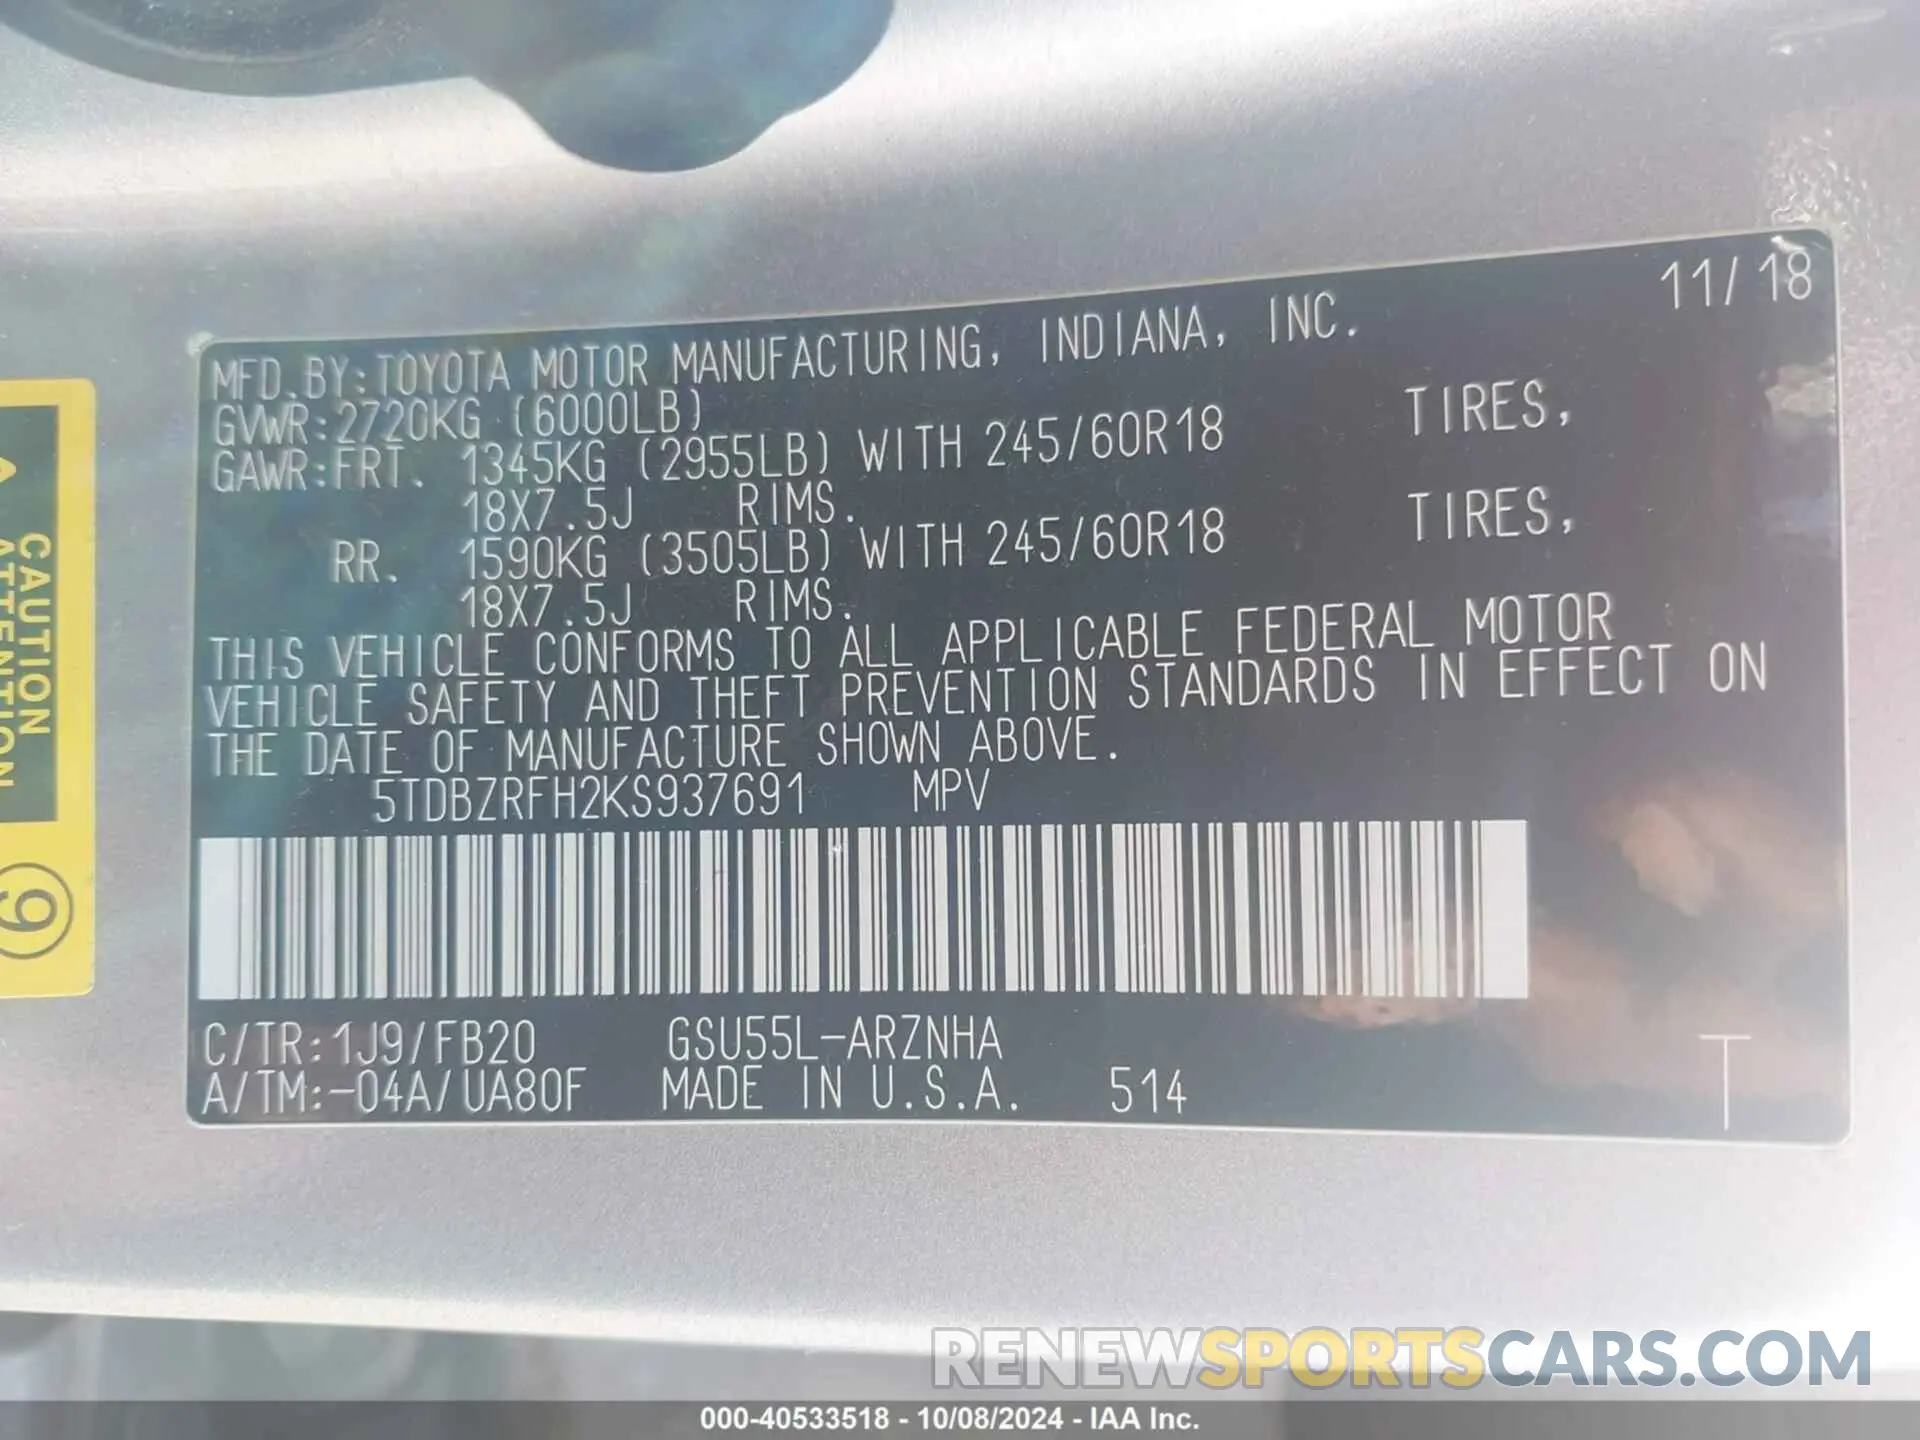 11/18
MFD.BY:TOYOTA MOTOR MANUFACTURING, INDIANA, INC.
GVWR:2720KG (6000LB)
GAWR:FRT. 1345KG (2955LB) WITH 245/60R18 TIRES,
18X7.5J RIMS.
RR. 1590KG (3505LB) WITH 245/60R18 TIRES,
18X7.5J RIMS.
THIS VEHICLE CONFORMS TO ALL APPLICABLE FEDERAL MOTOR
VEHICLE SAFETY AND THEFT PREVENTION STANDARDS IN EFFECT ON
THE DATE OF MANUFACTURE SHOWN ABOVE.
5TDBZRFH2KS937691 MPV
C/TR:1J9/FB20 GSU55L-ARZNHA
A/TM:-04A/UA80F MADE IN U.S.A. 514
T
CAUTION
ATTENTION
9
RENEWSPORTSCARS.COM
000-40533518 - 10/08/2024 - IAA Inc.